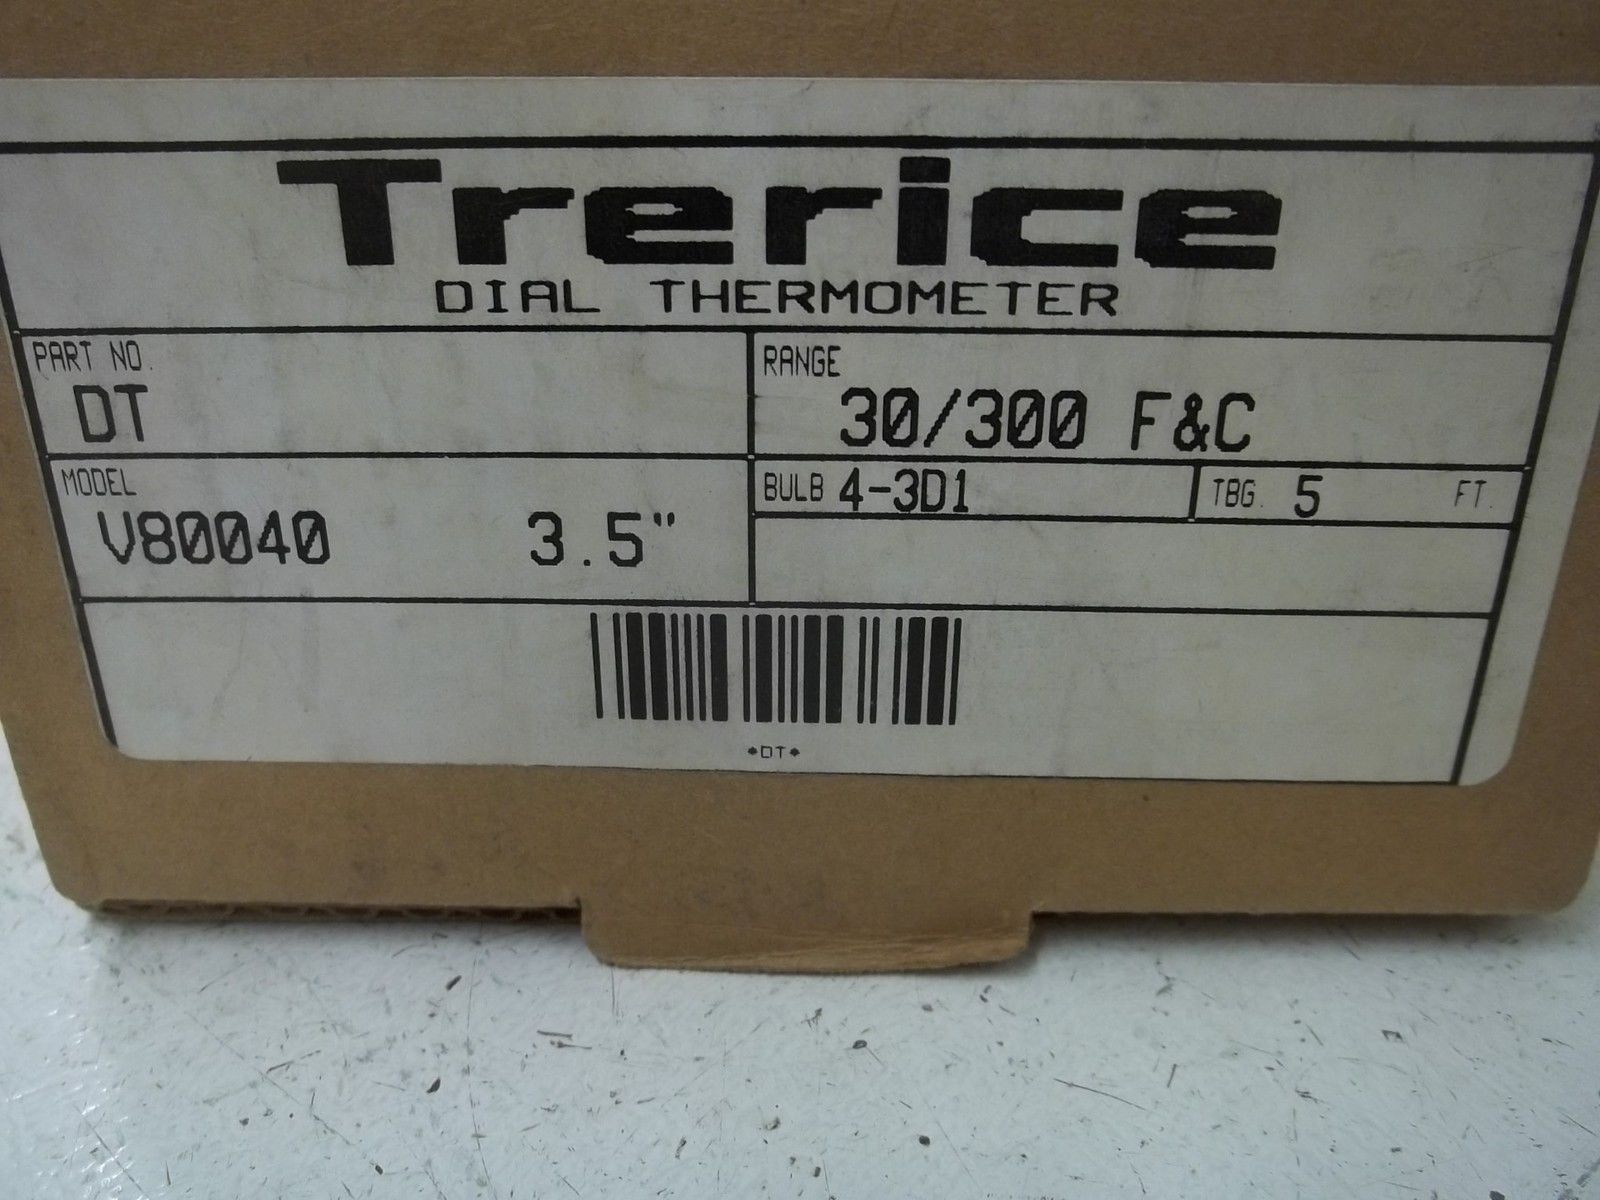 Trerice
DIAL THERMOMETER
PART NO.
DT
RANGE
30/300 F&C
MODEL
V80040 3.5"
BULB 4-3D1
TBG. 5 FT.
*DT*